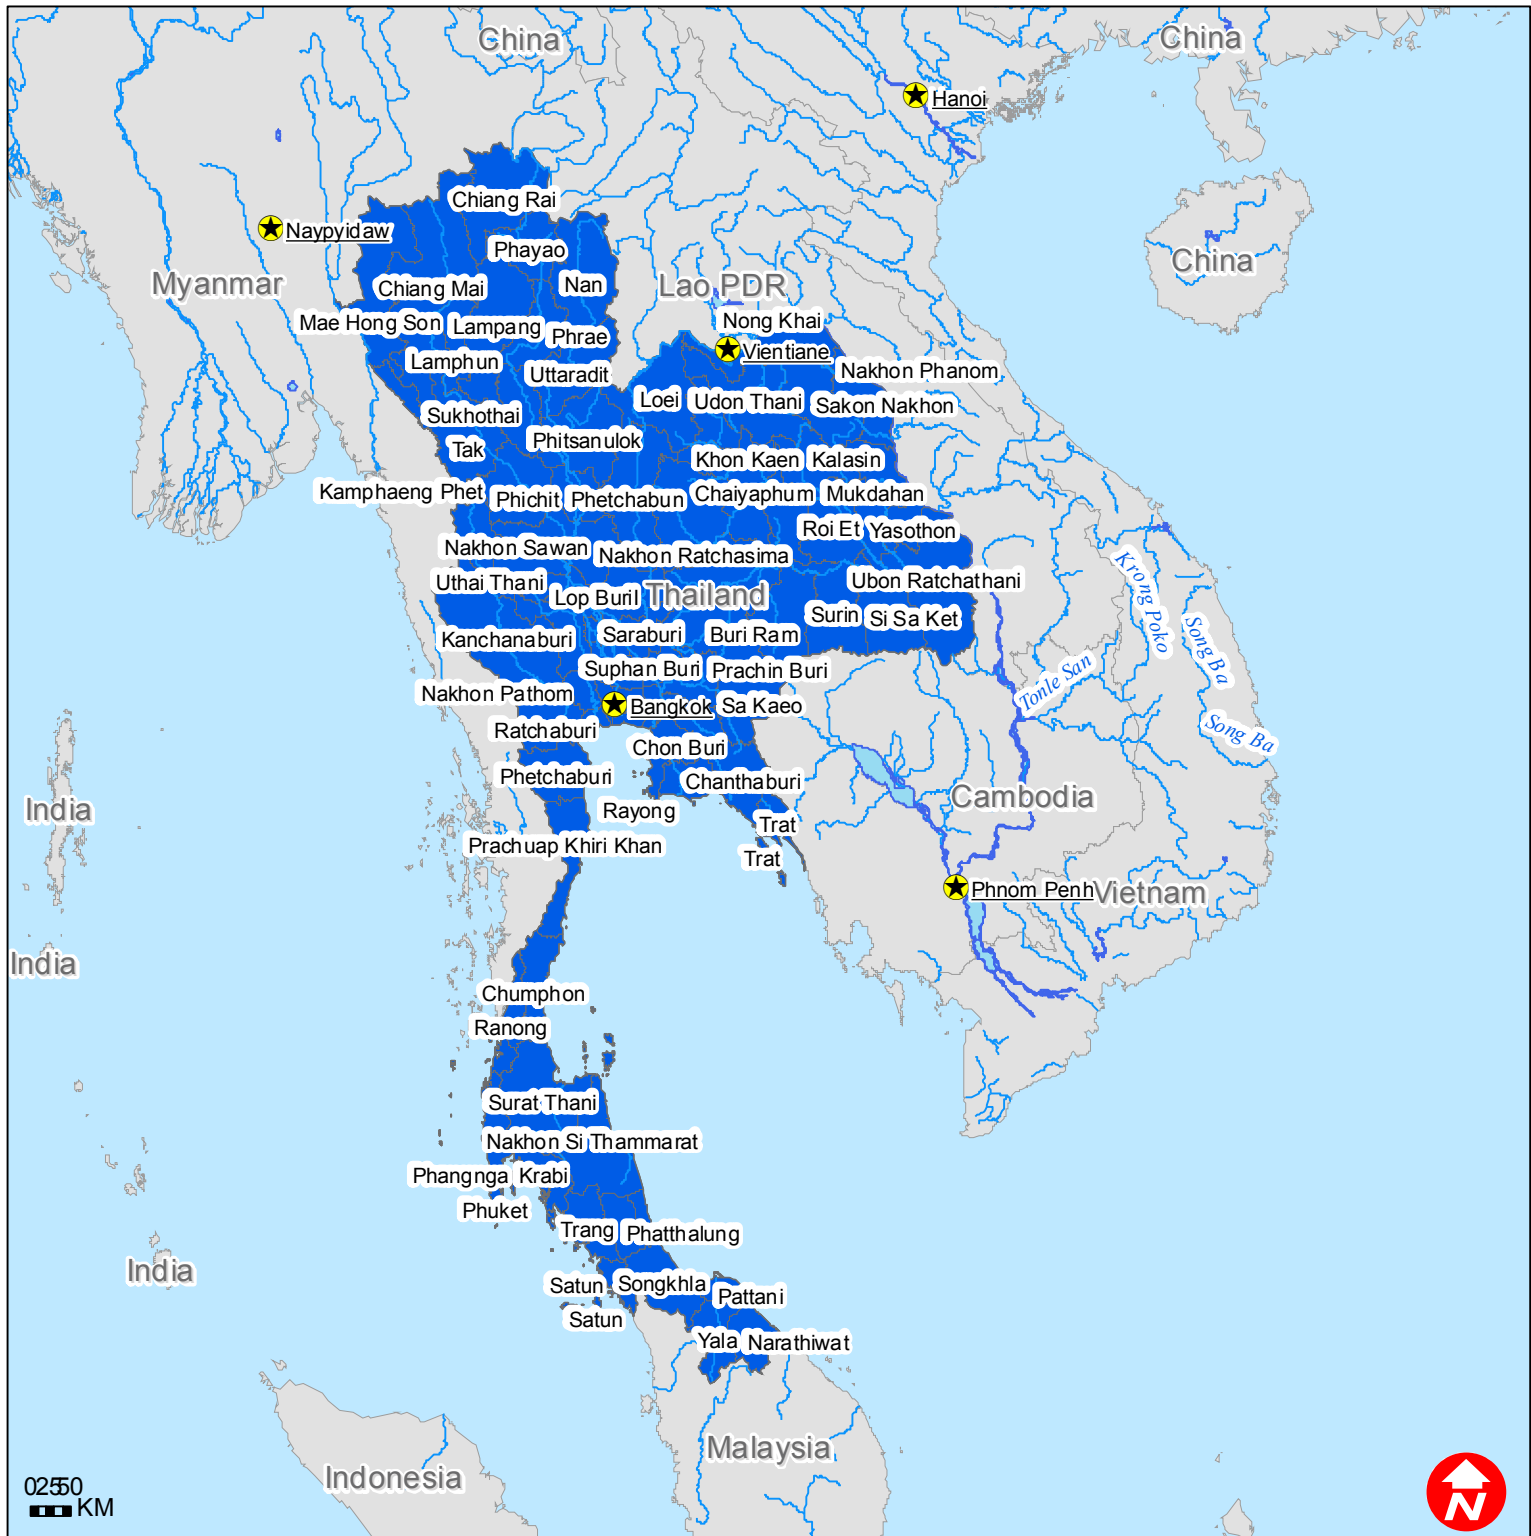 China
China
Hanoi
Chiang Rai
Naypyidaw
Phayao
China
Myanmar
Chiang Mai
Nan
Lao PDR
Mae Hong Son
Lampang
Phrae
Nong Khai
Vientiane
Lamphun
Uttaradit
Nakhon Phanom
Loei
Udon Thani
Sakon Nakhon
Sukhothai
Tak
Phitsanulok
Khon Kaen
Kalasin
Kamphaeng Phet
Phichit
Phetchabun
Chaiyaphum
Mukdahan
Roi Et
Yasothon
Nakhon Sawan
Nakhon Ratchasima
Uthai Thani
Lop BuriI
Thailand
Ubon Ratchathani
Krong Poko
Song Ba
Surin
Si Sa Ket
Kanchanaburi
Saraburi
Buri Ram
Suphan Buri
Prachin Buri
Tonle San
Nakhon Pathom
Bangkok
Sa Kaeo
Ratchaburi
Chon Buri
Song Ba
Phetchaburi
Chanthaburi
India
Rayong
Cambodia
Trat
Prachuap Khiri Khan
Trat
Phnom Penh
Vietnam
India
Chumphon
Ranong
Surat Thani
Nakhon Si Thammarat
Phangnga
Krabi
Phuket
Trang
Phatthalung
India
Satun
Songkhla
Pattani
Satun
Yala
Narathiwat
Malaysia
Indonesia
02550
KM
N